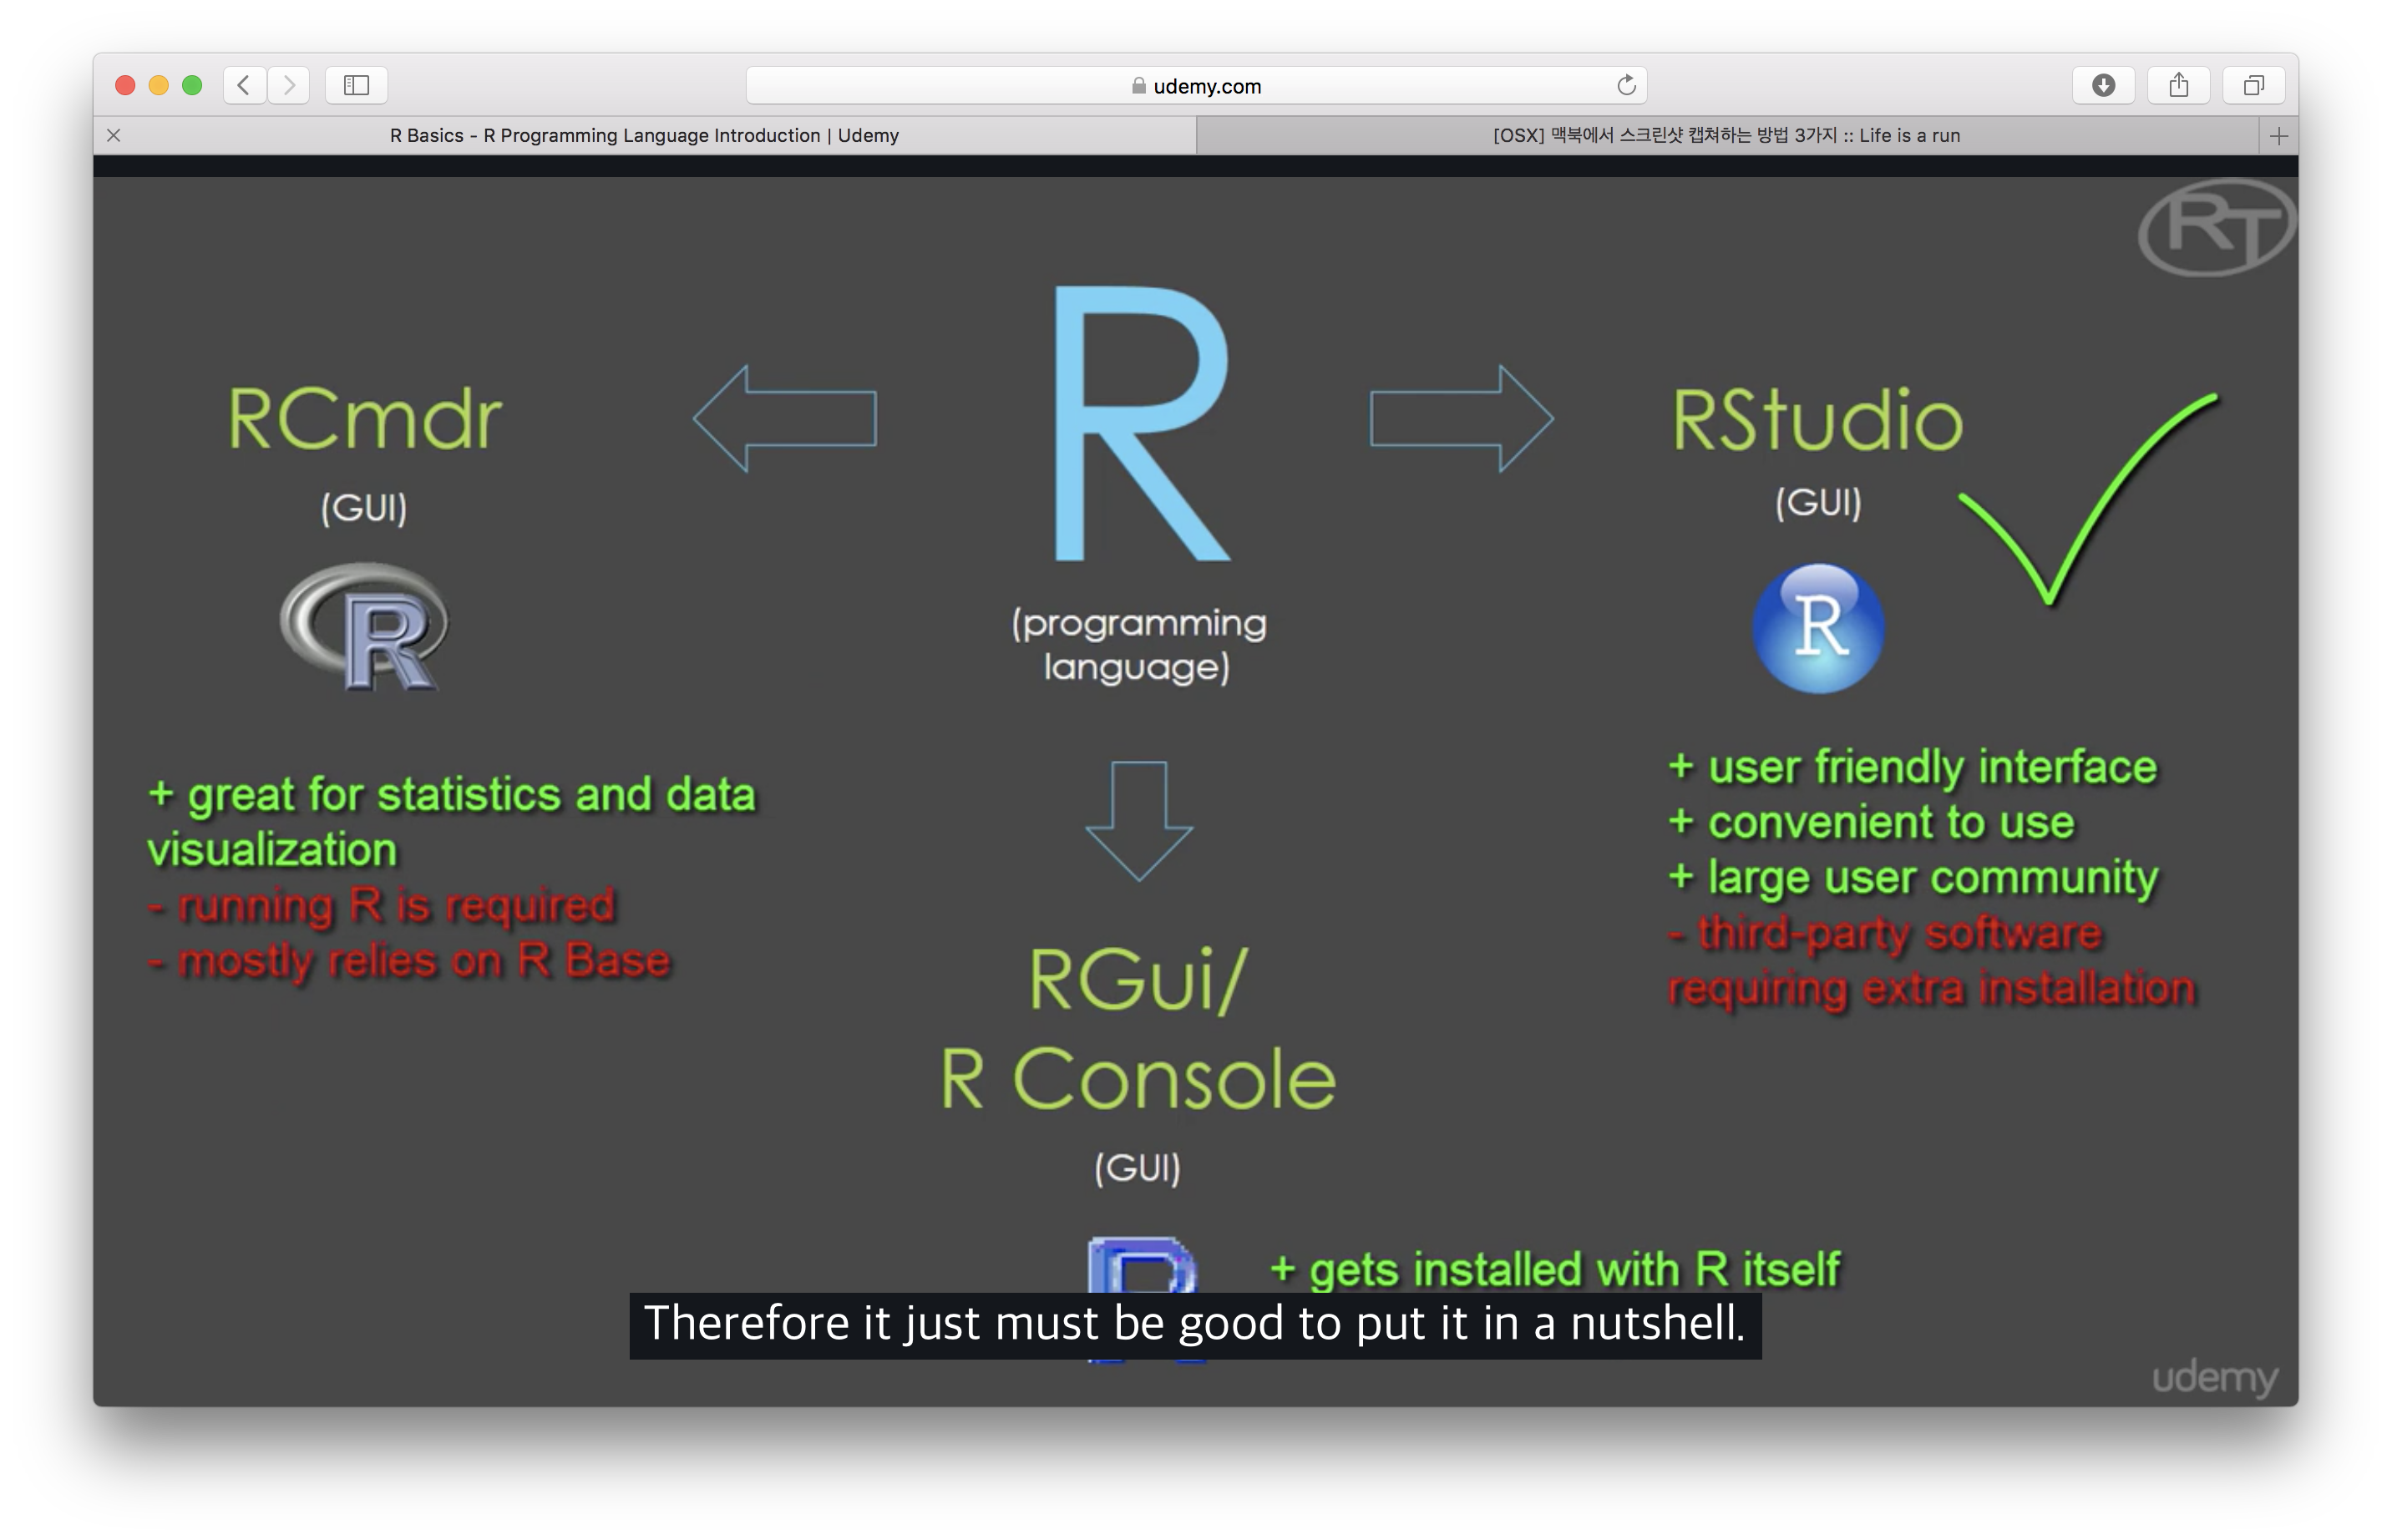 udemy.com
R Basics - R Programming Language Introduction | Udemy
[OSX] 맥북에서 스크린샷 캡쳐하는 방법 3가지 :: Life is a run
RT
R
(programming
language)
RCmdr
(GUI)
R
+ great for statistics and data
visualization
- running R is required
- mostly relies on R Base
RStudio
(GUI)
R
+ user friendly interface
+ convenient to use
+ large user community
- third-party software
requiring extra installation
RGui/
R Console
(GUI)
R
+ gets installed with R itself
Therefore it just must be good to put it in a nutshell.
udemy